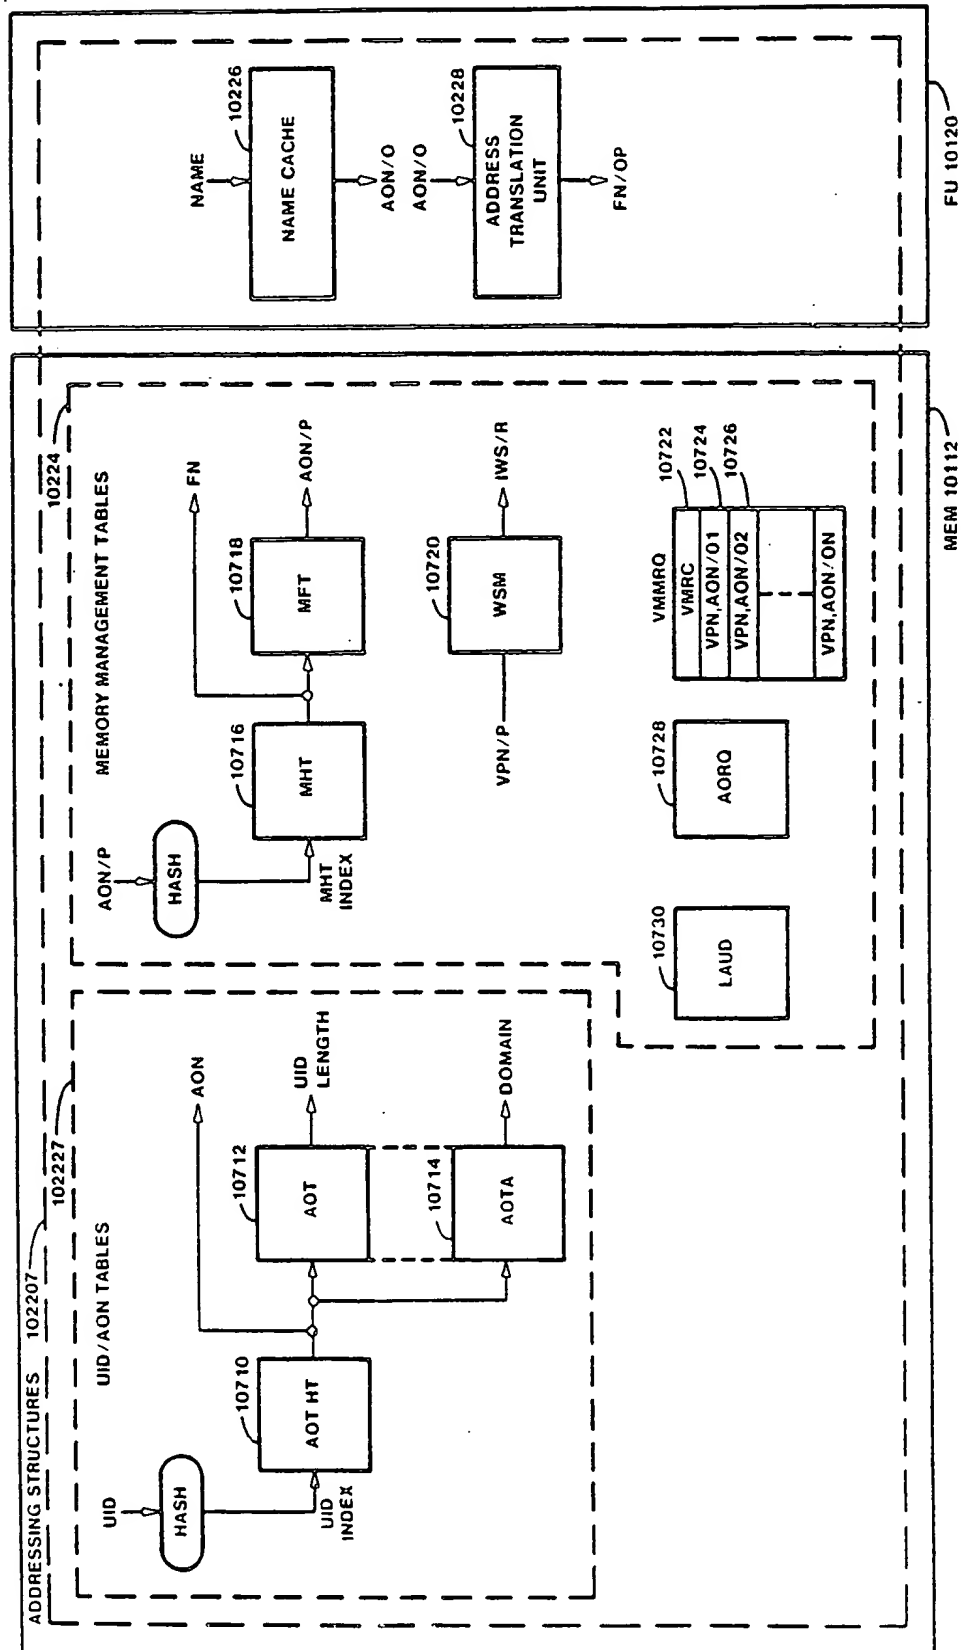 ADDRESSING STRUCTURES 102207
102227
UID/AON TABLES
UID
HASH
UID
INDEX
10710
AOT HT
AON
10712
AOT
UID
LENGTH
10714
AOTA
DOMAIN
10224
MEMORY MANAGEMENT TABLES
AON/P
HASH
MHT
INDEX
10716
MHT
FN
10718
MFT
AON/P
VPN/P
10720
WSM
IWS/R
10730
LAUD
10728
AORQ
VMMRQ
VMRC
10722
VPN,AON/01
10724
VPN,AON/02
10726
VPN,AON/ON
MEM 10112
NAME
10226
NAME CACHE
AON/O
AON/O
10228
ADDRESS
TRANSLATION
UNIT
FN/OP
FU 10120